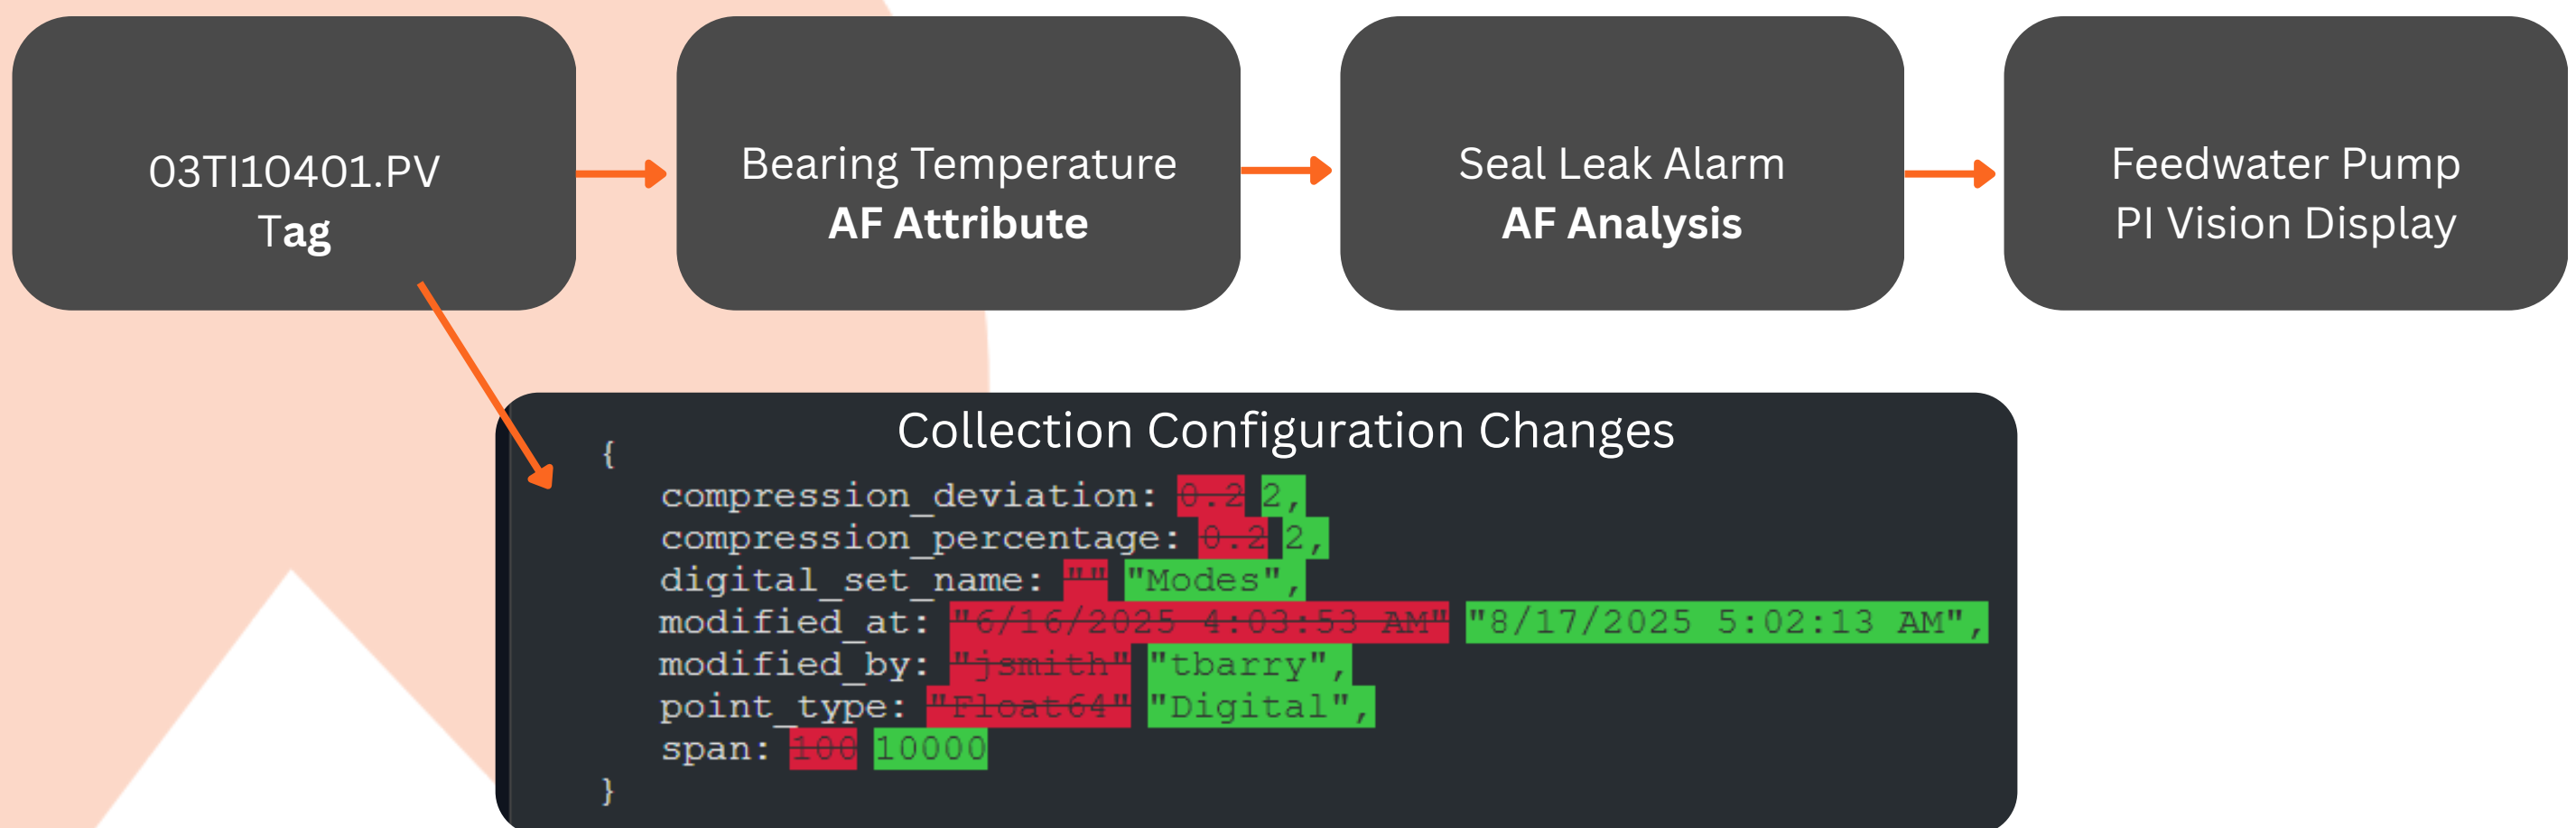 03TI10401.PV
Tag
Bearing Temperature
AF Attribute
Seal Leak Alarm
AF Analysis
Feedwater Pump
PI Vision Display
Collection Configuration Changes
{
compression_deviation: 0.2 2,
compression_percentage: 0.2 2,
digital_set_name: "" "Modes",
modified_at: "6/16/2025 4:03:53 AM" "8/17/2025 5:02:13 AM",
modified_by: "jsmith" "tbarry",
point_type: "Float64" "Digital",
span: 100 10000
}